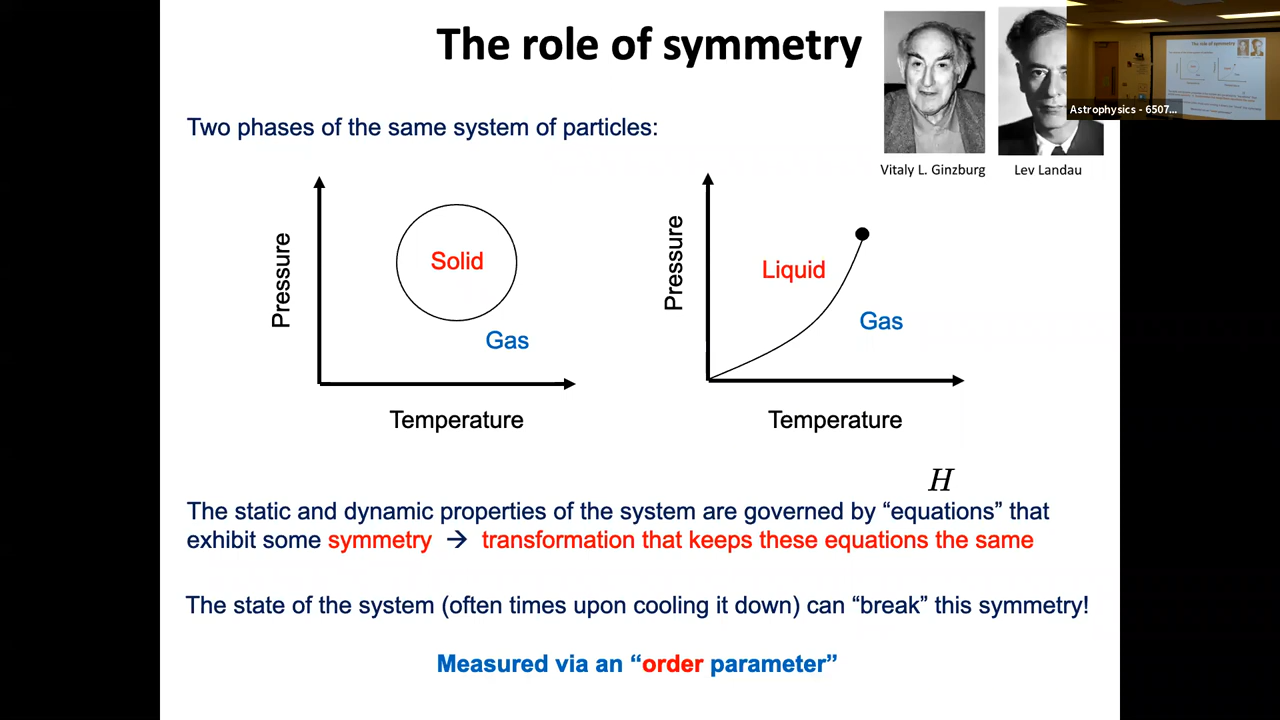 The role of symmetry
Astrophysics - 6507...
Two phases of the same system of particles:
Vitaly L. Ginzburg
Lev Landau
Pressure
Solid
Gas
Temperature
Pressure
Liquid
Gas
Temperature
H
The static and dynamic properties of the system are governed by “equations” that
exhibit some symmetry → transformation that keeps these equations the same
The state of the system (often times upon cooling it down) can “break” this symmetry!
Measured via an “order parameter”